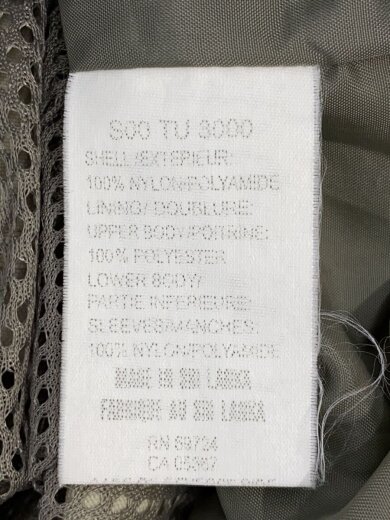 S00 TU 3000
SHELL/EXTERIEUR:
100% NYLON/POLYAMIDE
LINING/ DOUBLURE:
UPPER BODY/POITRINE:
100% POLYESTER
LOWER BODY/
PARTIE INFERIEURE:
SLEEVES/MANCHES:
100%NYLON/POLYAMIDE
MADE IN SRI LANKA
FABRIQUE AU SRI LANKA
RN 69724
CA 05367